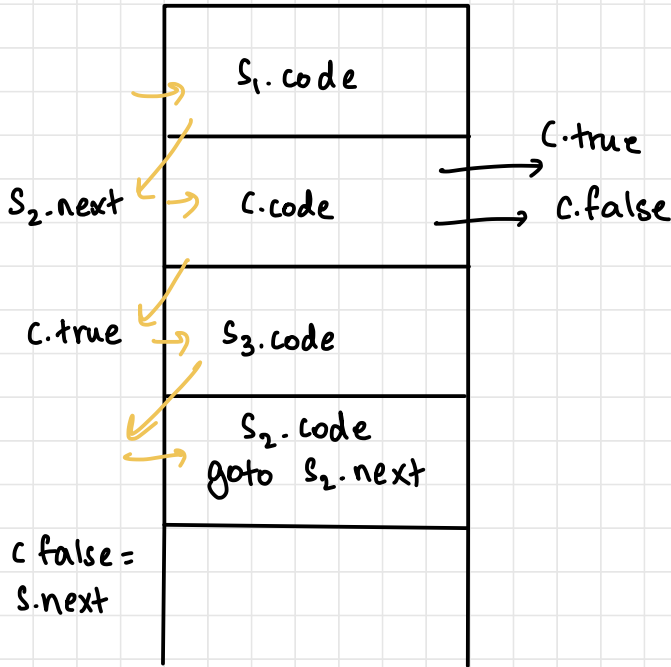 S₁.code
C.true
S₂.next
C.code
C.false
C.true
S₃.code
S₂.code
goto S₂.next
C false =
S.next